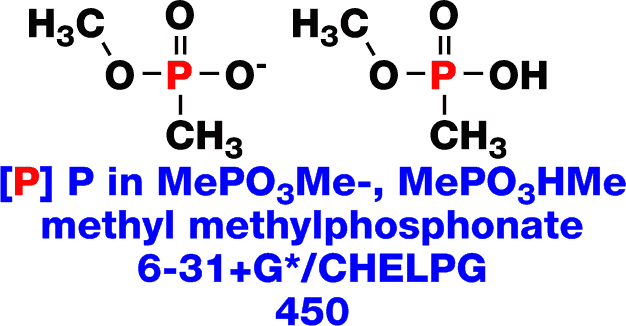 H₃C O H₃C O
O P O⁻ O P OH
CH₃ CH₃
[P] P in MePO₃Me-, MePO₃HMe
methyl methylphosphonate
6-31+G*/CHELPG
450